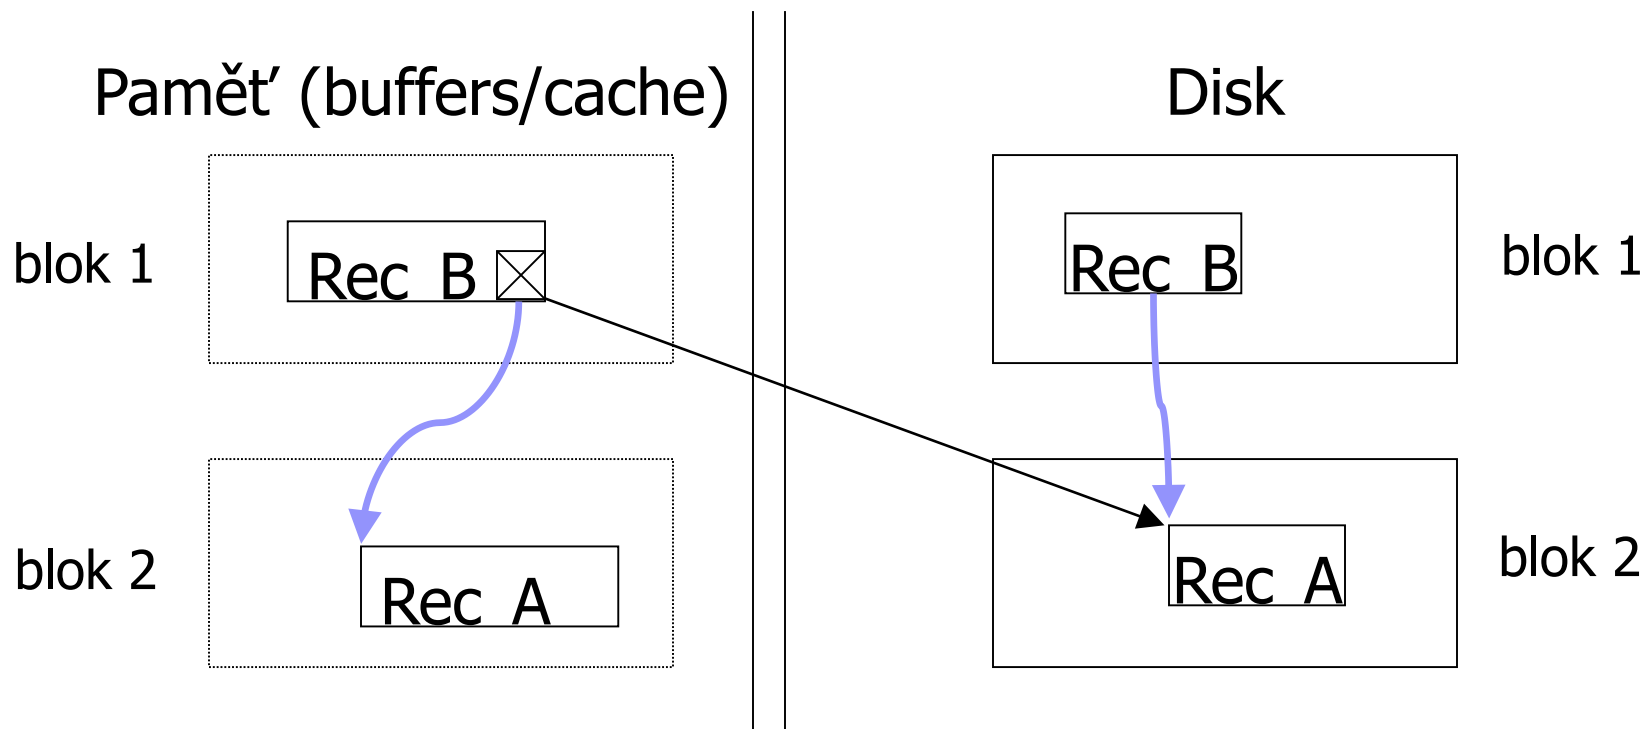 Paměť (buffers/cache)
Disk
blok 1
Rec B
Rec B
blok 1
blok 2
Rec A
Rec A
blok 2